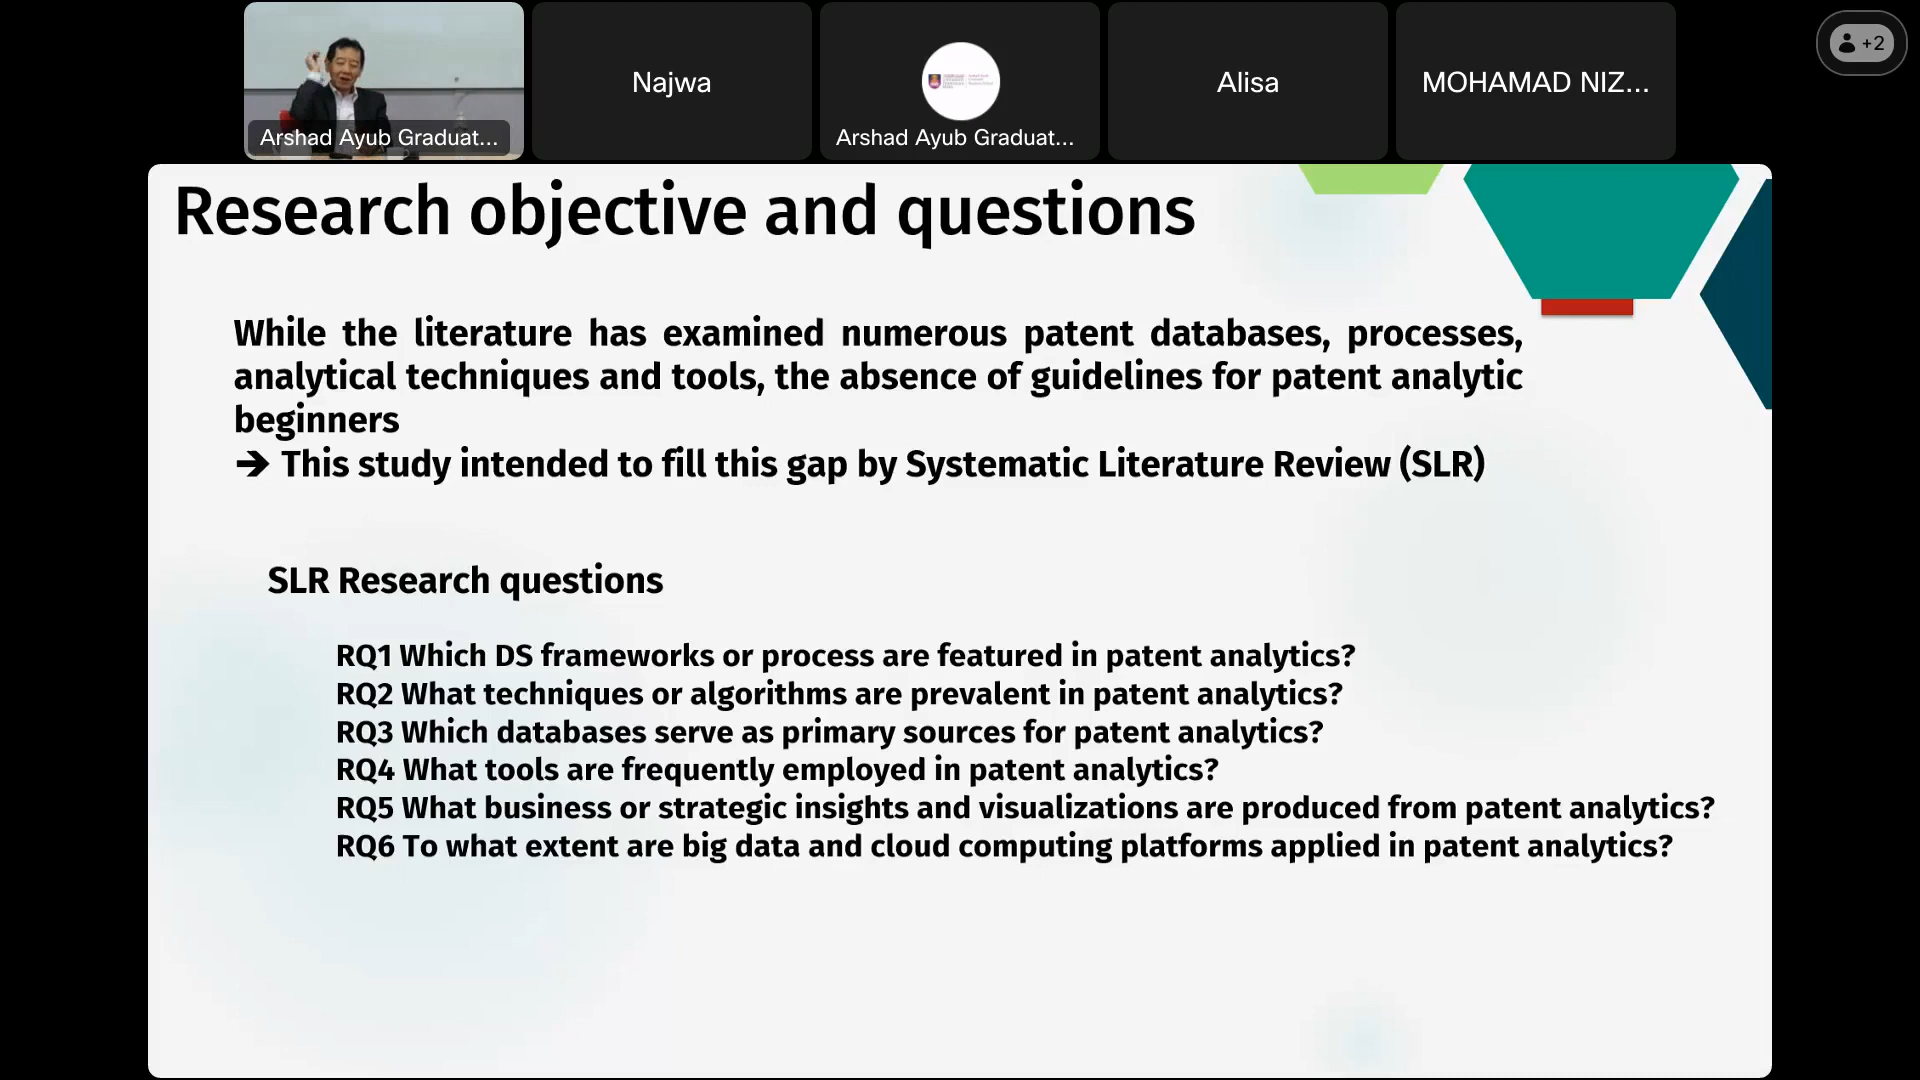 Najwa
Alisa
MOHAMAD NIZ...
+2
Arshad Ayub Graduat...
Arshad Ayub Graduat...
Research objective and questions
While the literature has examined numerous patent databases, processes,
analytical techniques and tools, the absence of guidelines for patent analytic
beginners
➔ This study intended to fill this gap by Systematic Literature Review (SLR)
SLR Research questions
RQ1 Which DS frameworks or process are featured in patent analytics?
RQ2 What techniques or algorithms are prevalent in patent analytics?
RQ3 Which databases serve as primary sources for patent analytics?
RQ4 What tools are frequently employed in patent analytics?
RQ5 What business or strategic insights and visualizations are produced from patent analytics?
RQ6 To what extent are big data and cloud computing platforms applied in patent analytics?